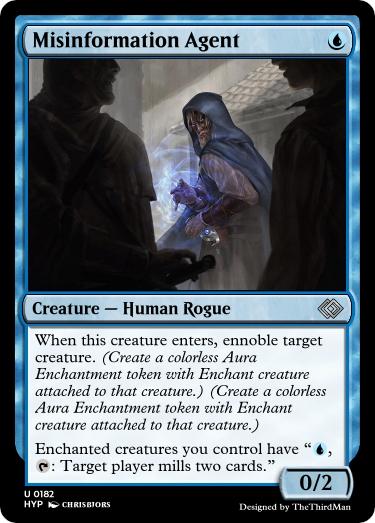 Misinformation Agent
Creature — Human Rogue
When this creature enters, ennoble target
creature. (Create a colorless Aura
Enchantment token with Enchant creature
attached to that creature.) (Create a colorless
Aura Enchantment token with Enchant
creature attached to that creature.)
Enchanted creatures you control have “💧,
: Target player mills two cards.”
0/2
U 0182
HYP CHRISBJORS
Designed by TheThirdMan